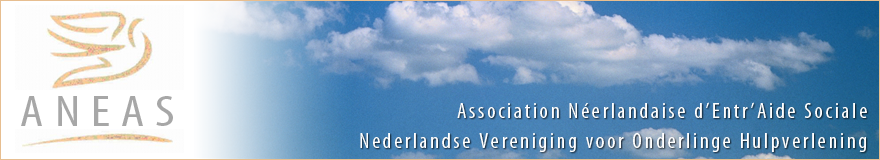 ANEAS
Association Néerlandaise d'Entr'Aide Sociale
Nederlandse Vereniging voor Onderlinge Hulpverlening